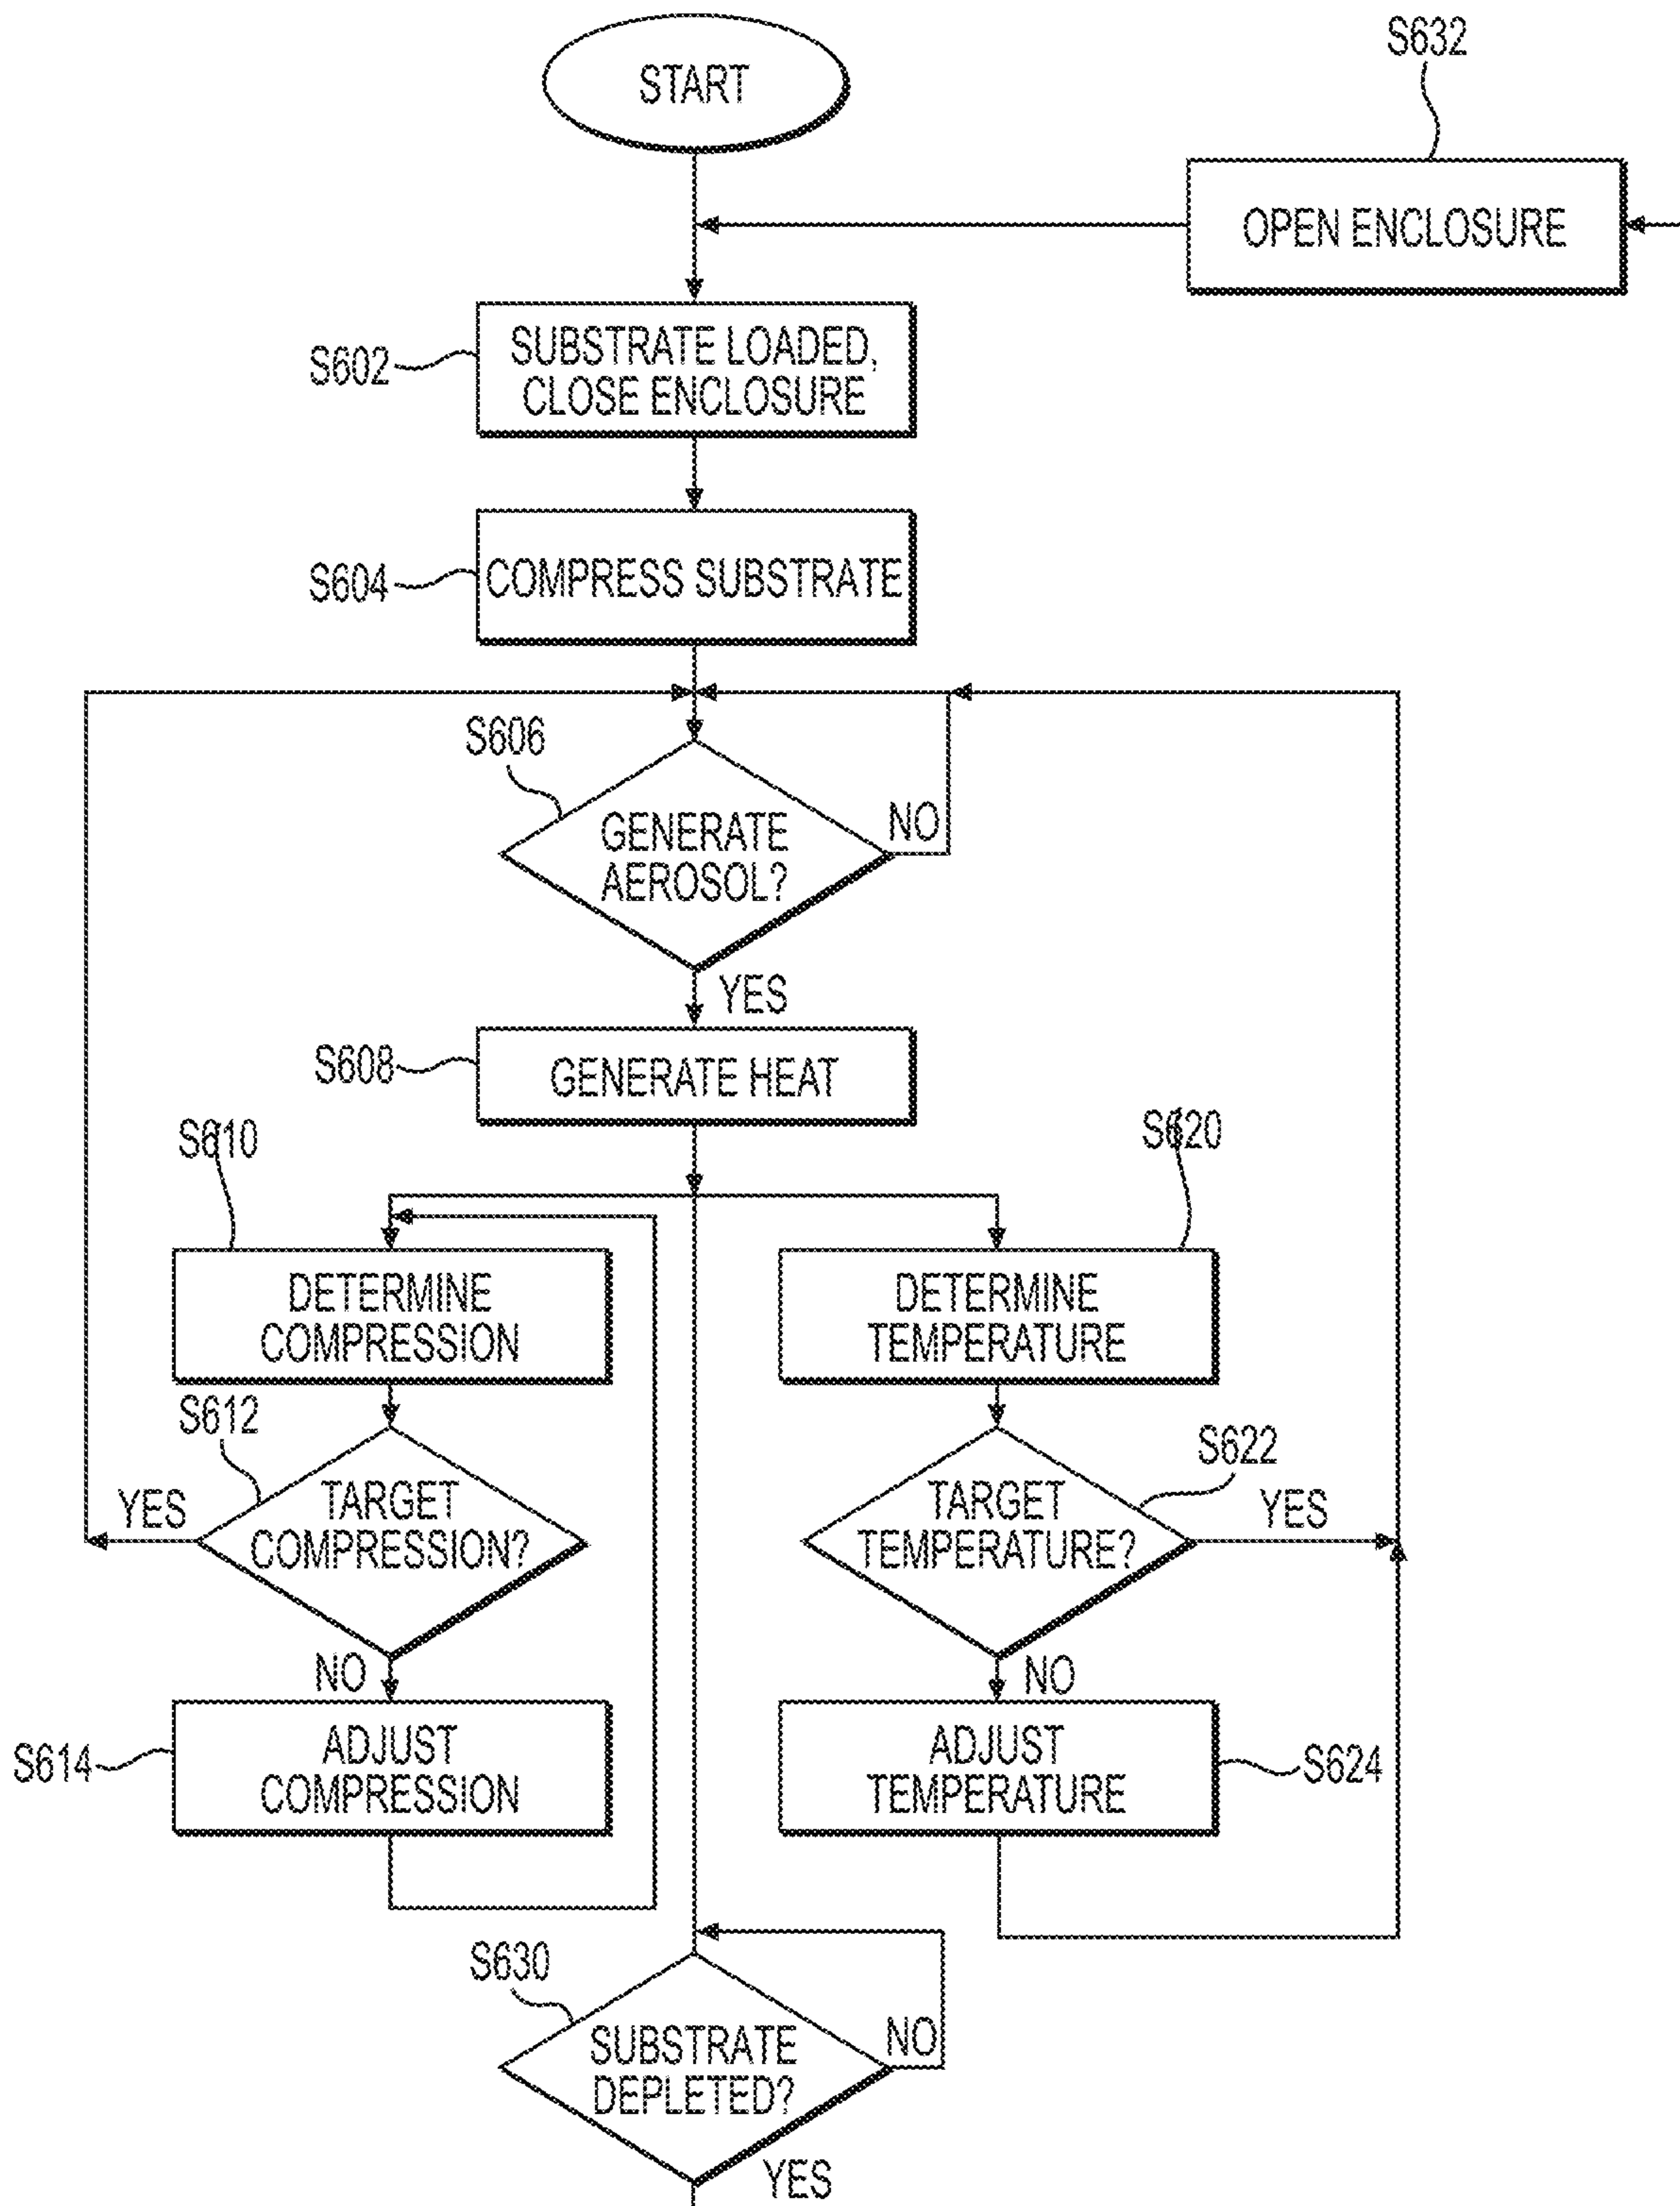 START
S632
OPEN ENCLOSURE
S602
SUBSTRATE LOADED,
CLOSE ENCLOSURE
S604
COMPRESS SUBSTRATE
S606
GENERATE
AEROSOL?
NO
YES
S608
GENERATE HEAT
S610
S620
DETERMINE
COMPRESSION
DETERMINE
TEMPERATURE
S612
S622
TARGET
COMPRESSION?
YES
TARGET
TEMPERATURE?
YES
NO
NO
S614
ADJUST
COMPRESSION
ADJUST
TEMPERATURE
S624
S630
SUBSTRATE
DEPLETED?
NO
YES